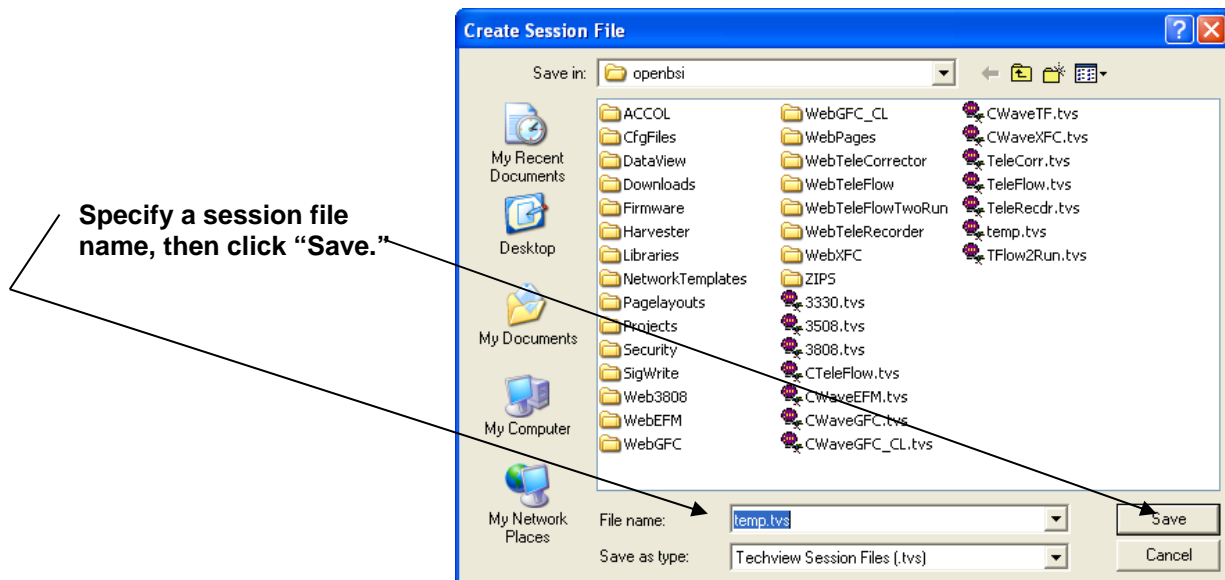 Create Session File
Save in:
openbsi
My Recent
Documents
Desktop
My Documents
My Computer
My Network
Places
ACCOL
CfgFiles
DataView
Downloads
Firmware
Harvester
Libraries
NetworkTemplates
Pagelayouts
Projects
Security
SigWrite
Web3808
WebEFM
WebGFC
WebGFC_CL
WebPages
WebTeleCorrector
WebTeleFlow
WebTeleFlowTwoRun
WebTeleRecorder
WebXFC
ZIPS
3330.tvs
3508.tvs
3808.tvs
CTeleFlow.tvs
CWaveEFM.tvs
CWaveGFC.tvs
CWaveGFC_CL.tvs
CWaveTF.tvs
CWaveXFC.tvs
TeleCorr.tvs
TeleFlow.tvs
TeleRecdr.tvs
temp.tvs
TFlow2Run.tvs
Specify a session file
name, then click “Save.”
File name:
temp.tvs
Save
Save as type:
Techview Session Files (.tvs)
Cancel